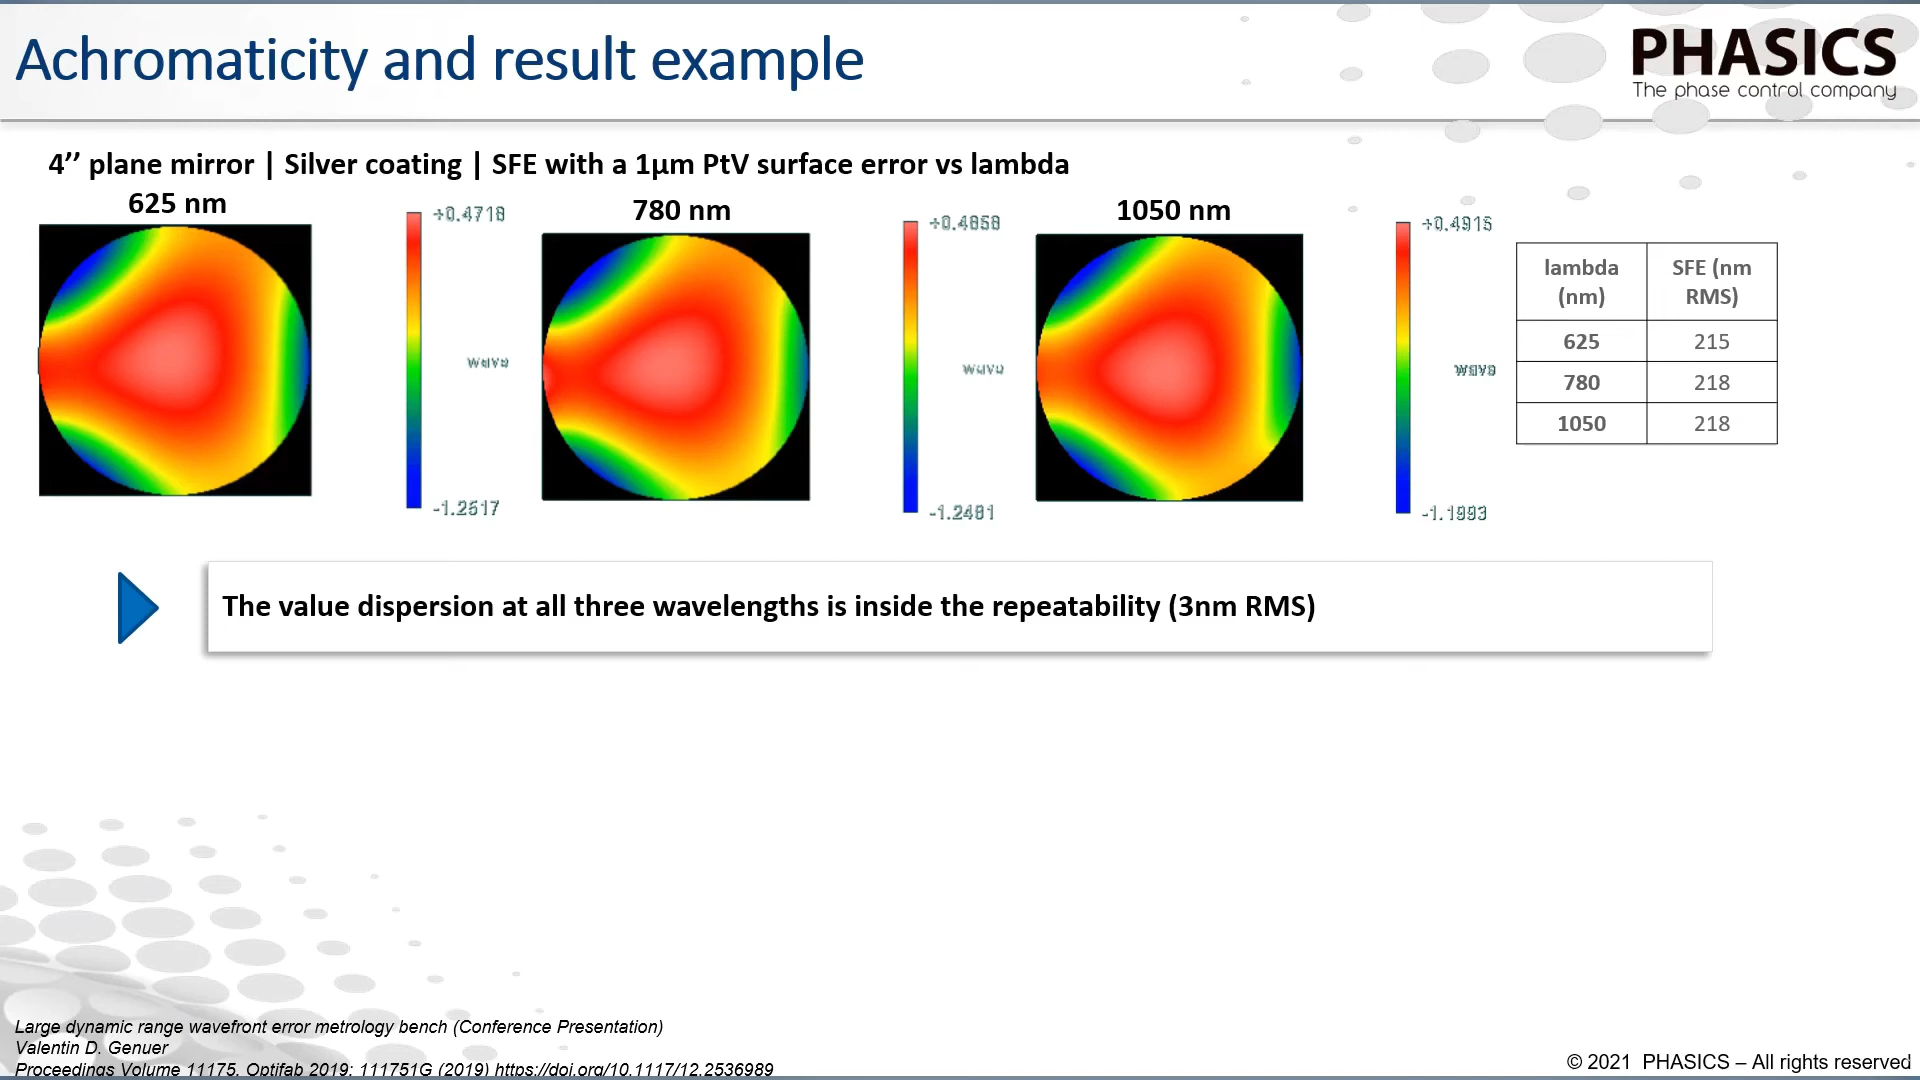 Achromaticity and result example
PHASICS
The phase control company
4’’ plane mirror | Silver coating | SFE with a 1µm PtV surface error vs lambda
625 nm
780 nm
1050 nm
+0.4718
wave
-1.2517
+0.4858
wave
-1.2481
+0.4915
wave
-1.1993
lambda (nm) SFE (nm RMS)
625 215
780 218
1050 218
The value dispersion at all three wavelengths is inside the repeatability (3nm RMS)
Large dynamic range wavefront error metrology bench (Conference Presentation)
Valentin D. Genuer
Proceedings Volume 11175, Optifab 2019; 111751G (2019) https://doi.org/10.1117/12.2536989
© 2021 PHASICS – All rights reserved